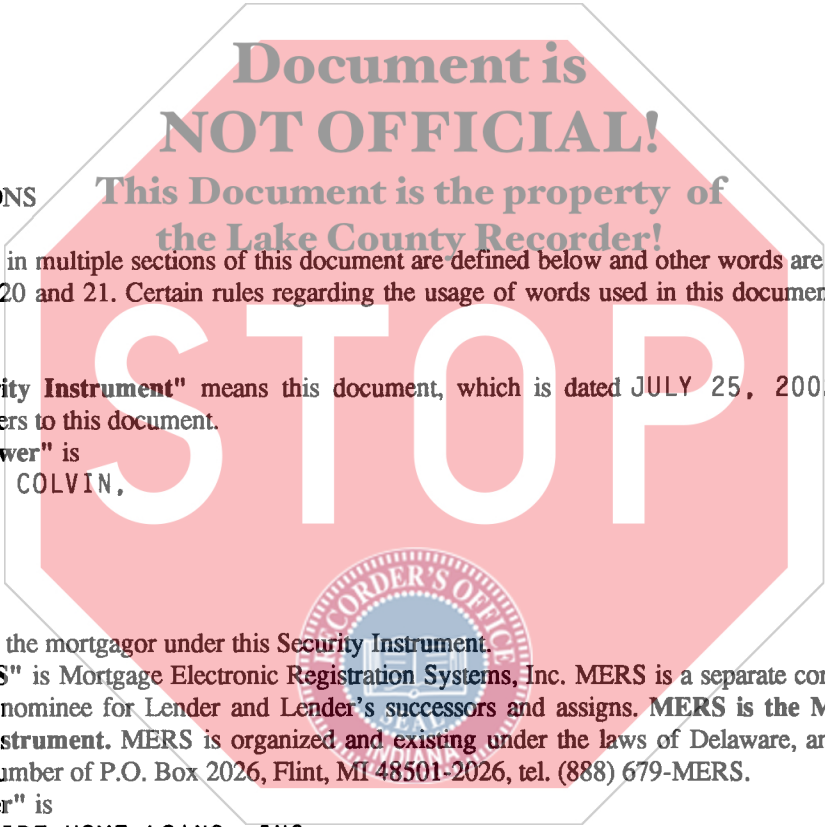 Document is
NOT OFFICIAL!
This Document is the property of
the Lake County Recorder!
NS
in multiple sections of this document are defined below and other words are
20 and 21. Certain rules regarding the usage of words used in this documen
STOP
ity Instrument" means this document, which is dated JULY 25, 200
ers to this document.
wer" is
COLVIN,
RECORDER'S OFFICE
SEAL
the mortgagor under this Security Instrument.
S" is Mortgage Electronic Registration Systems, Inc. MERS is a separate cor
nominee for Lender and Lender's successors and assigns. MERS is the M
strument. MERS is organized and existing under the laws of Delaware, an
umber of P.O. Box 2026, Flint, MI 48501-2026, tel. (888) 679-MERS.
r" is